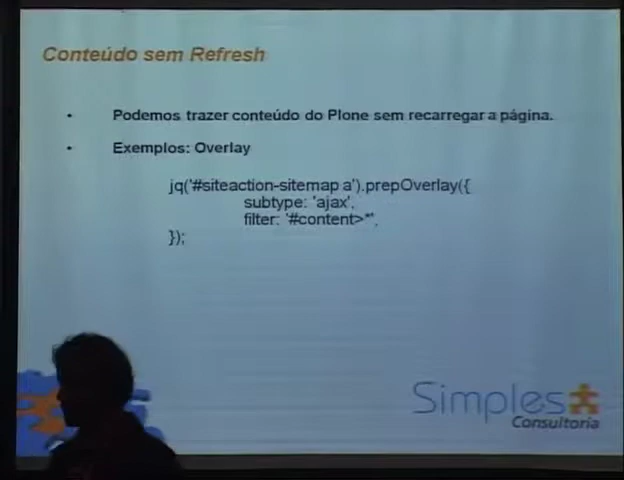 Conteúdo sem Refresh
• Podemos trazer conteúdo do Plone sem recarregar a página.
• Exemplos: Overlay
jq('#siteaction-sitemap a').prepOverlay({
subtype: 'ajax',
filter: '#content>*',
});
Simples
Consultoria